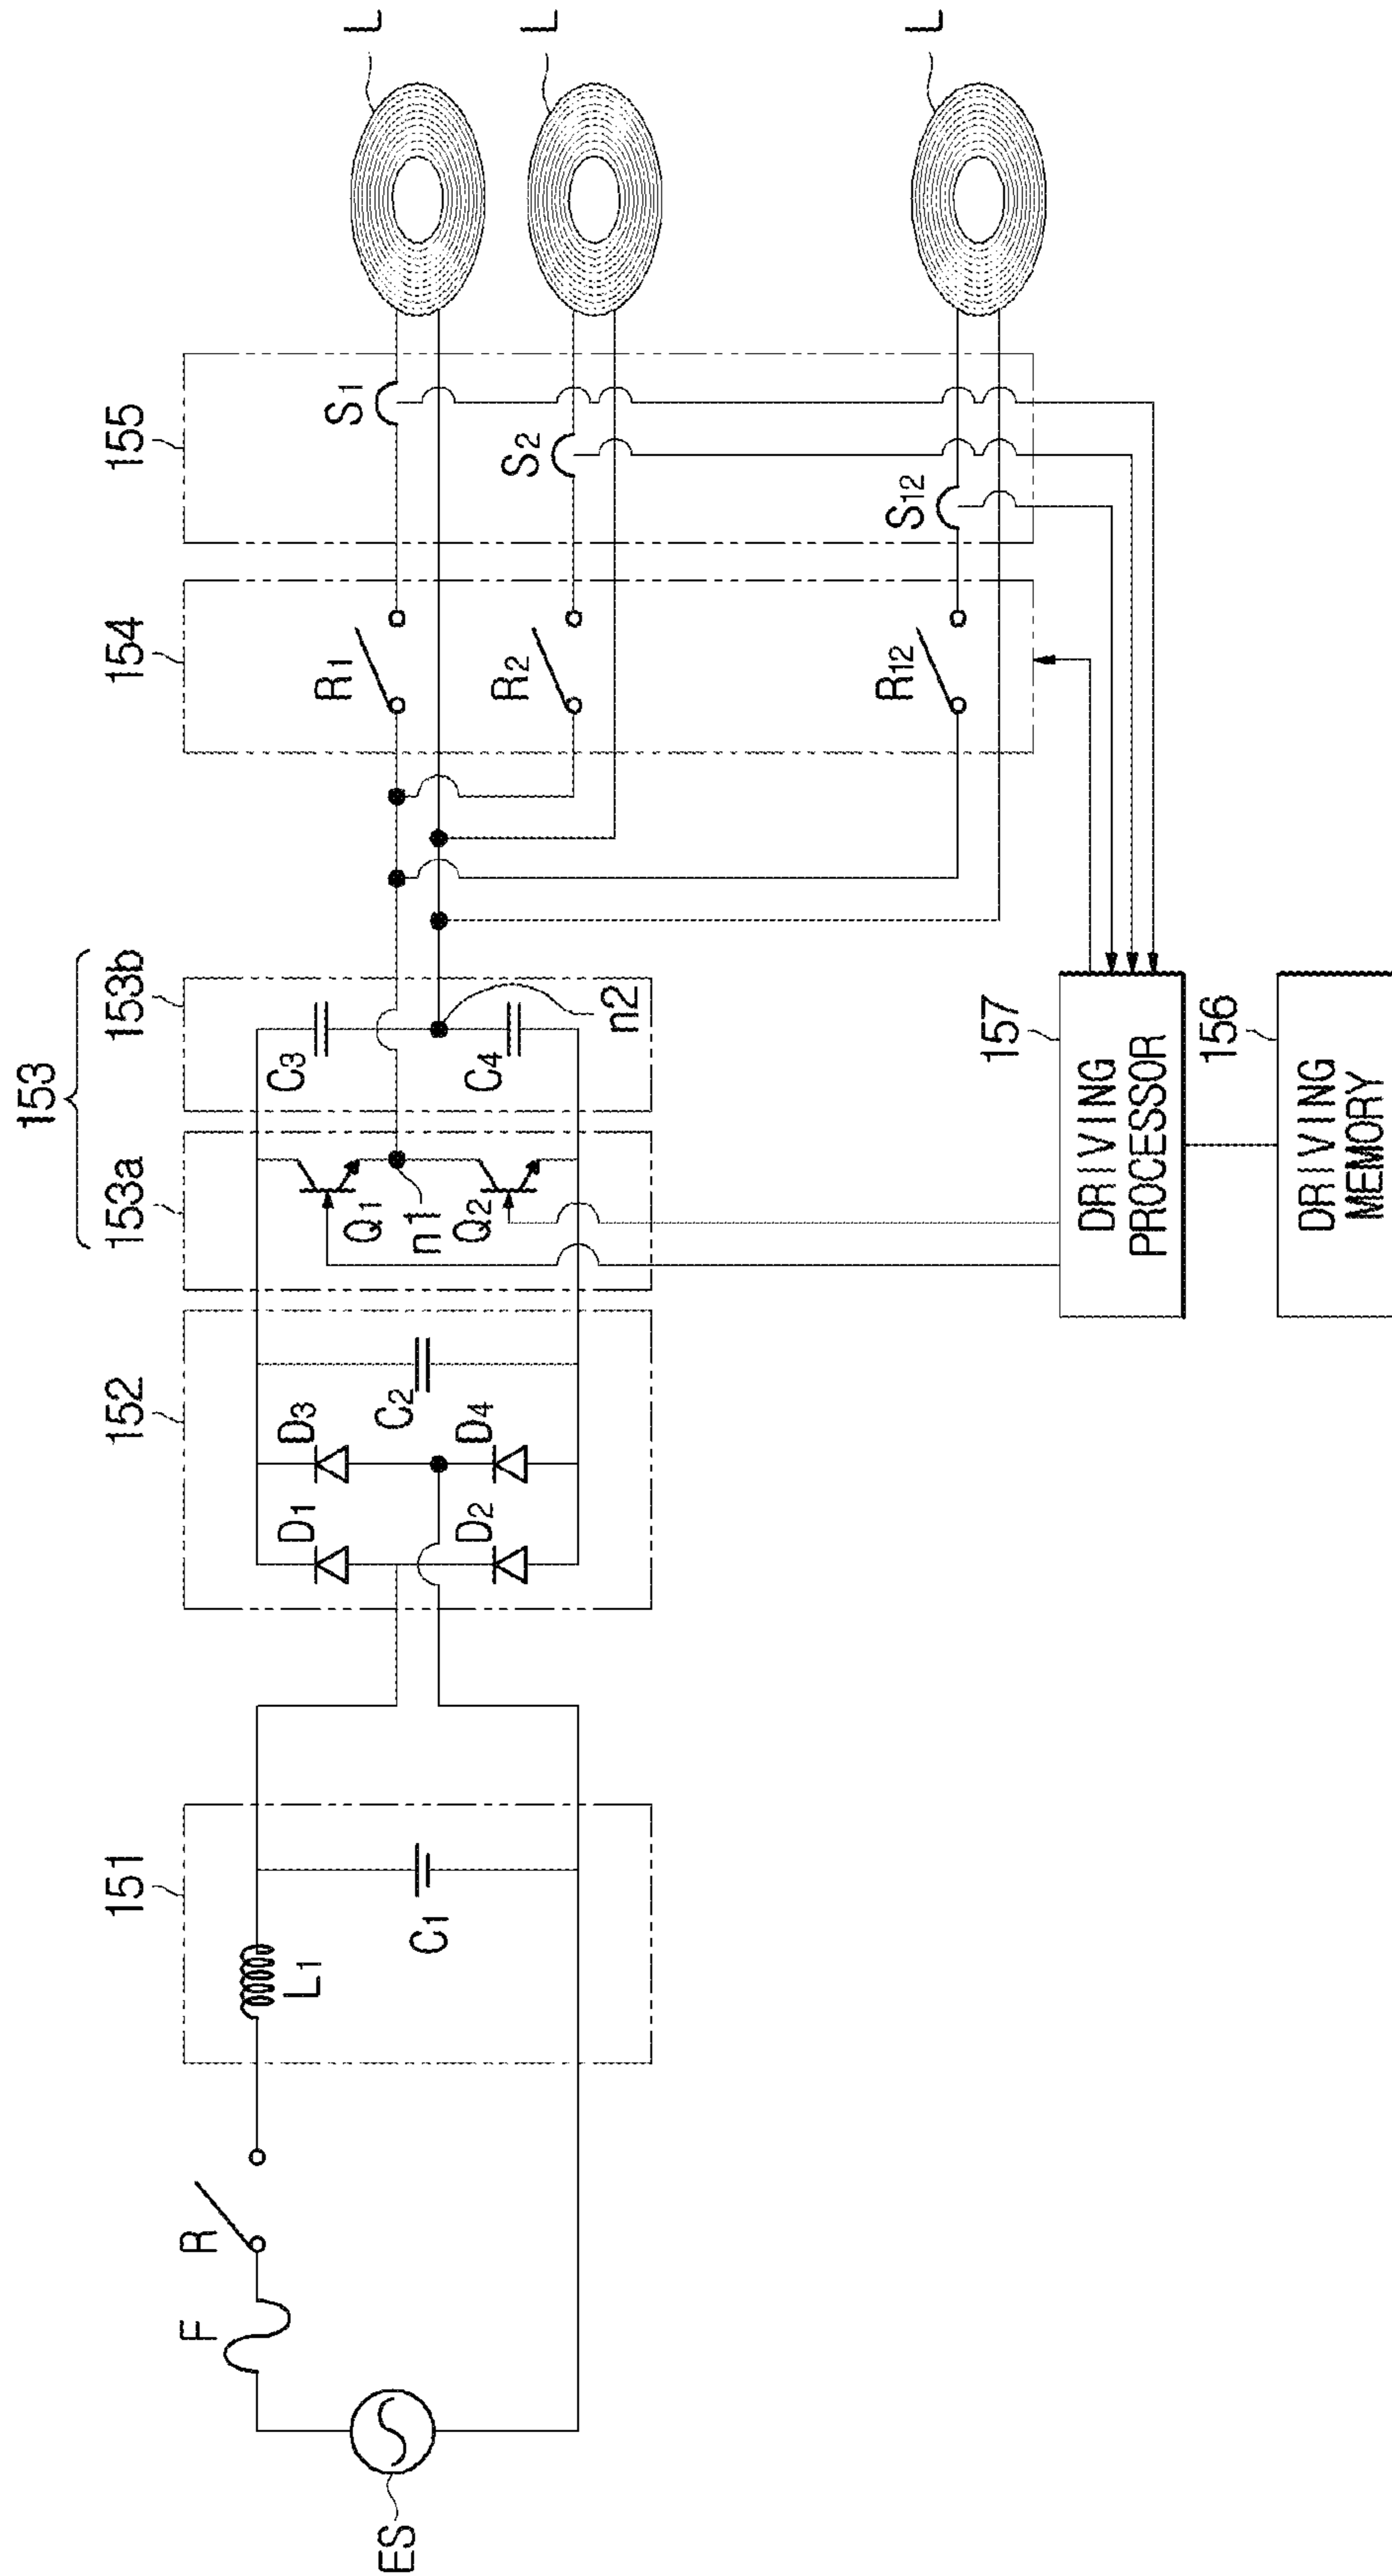 153
151
152
153a
153b
154
155
L
L
L
ES
F
R
L1
C1
D1
D3
D2
D4
C2
Q1
n1
Q2
C3
C4
n2
R1
R2
R12
S1
S2
S12
157
DRIVING
PROCESSOR
156
DRIVING
MEMORY